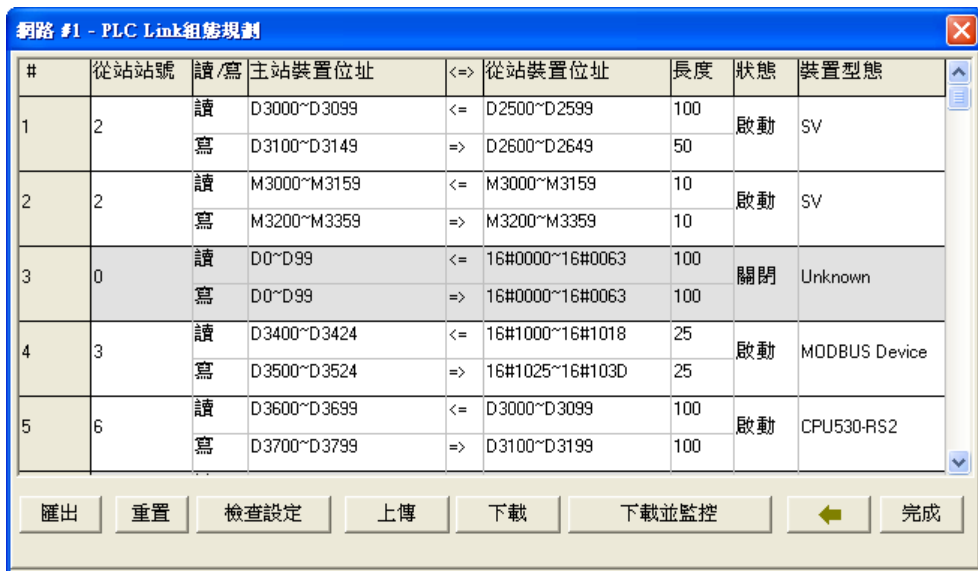 網路 #1 - PLC Link組態規劃
# 從站站號 讀/寫 主站裝置位址 <=> 從站裝置位址 長度 狀態 裝置型態
1 2 讀 D3000~D3099 <= D2500~D2599 100 啟動 SV
寫 D3100~D3149 => D2600~D2649 50
2 2 讀 M3000~M3159 <= M3000~M3159 10 啟動 SV
寫 M3200~M3359 => M3200~M3359 10
3 0 讀 D0~D99 <= 16#0000~16#0063 100 關閉 Unknown
寫 D0~D99 => 16#0000~16#0063 100
4 3 讀 D3400~D3424 <= 16#1000~16#1018 25 啟動 MODBUS Device
寫 D3500~D3524 => 16#1025~16#103D 25
5 6 讀 D3600~D3699 <= D3000~D3099 100 啟動 CPU530-RS2
寫 D3700~D3799 => D3100~D3199 100
匯出 重置 檢查設定 上傳 下載 下載並監控 完成